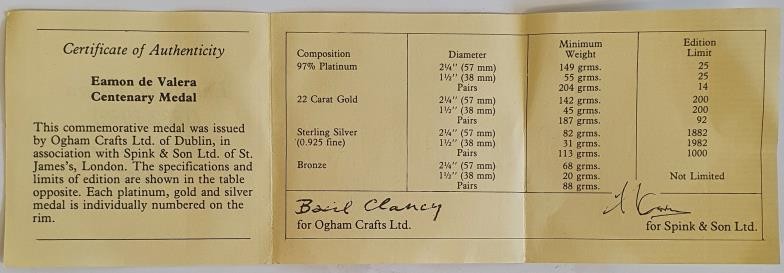 Certificate of Authenticity
Eamon de Valera
Centenary Medal
This commemorative medal was issued
by Ogham Crafts Ltd. of Dublin, in
association with Spink & Son Ltd. of St.
James's, London. The specifications and
limits of edition are shown in the table
opposite. Each platinum, gold and silver
medal is individually numbered on the
rim.
Composition Diameter Minimum Weight Edition Limit
97% Platinum 2¼" (57 mm) 149 grms. 25
1½" (38 mm) 55 grms. 25
Pairs 204 grms. 14
22 Carat Gold 2¼" (57 mm) 142 grms. 200
1½" (38 mm) 45 grms. 200
Pairs 187 grms. 92
Sterling Silver 2¼" (57 mm) 82 grms. 1882
(0.925 fine) 1½" (38 mm) 31 grms. 1982
Pairs 113 grms. 1000
Bronze 2¼" (57 mm) 68 grms.
1½" (38 mm) 20 grms. Not Limited
Pairs 88 grms.
Basil Clancy
for Ogham Crafts Ltd.
for Spink & Son Ltd.